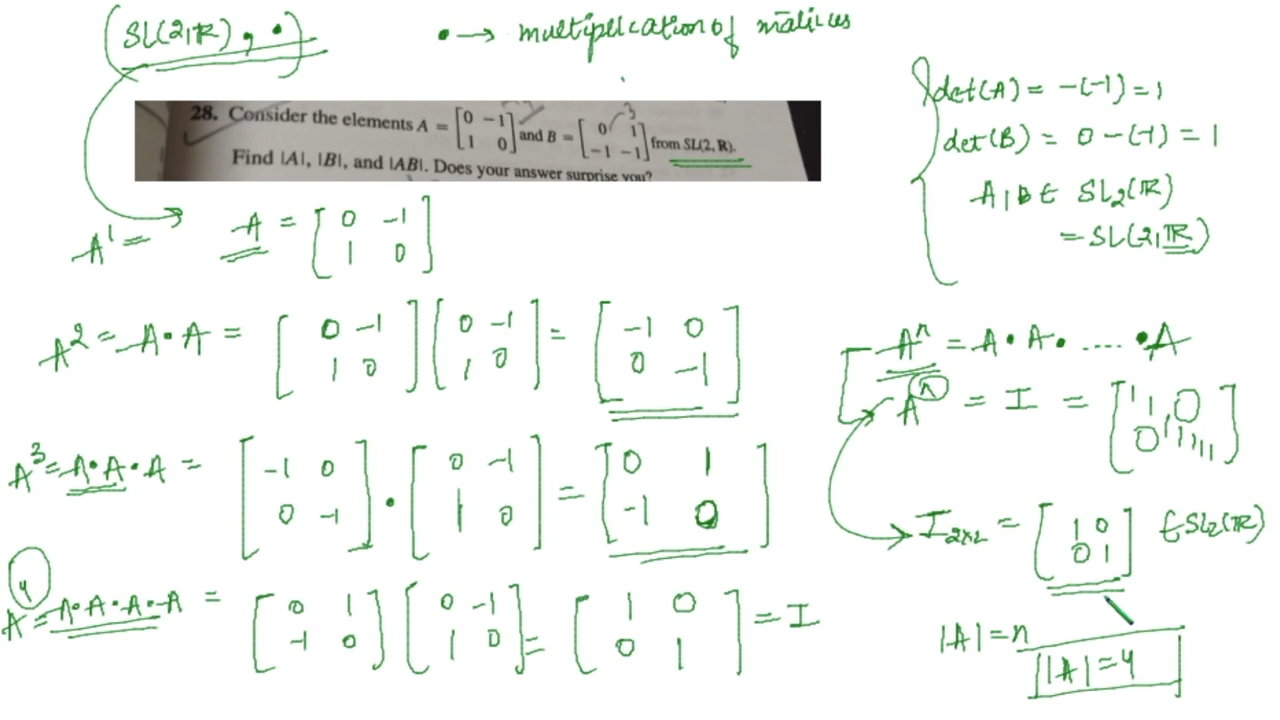 (SL(2,ℝ), •)
• → multiplication of matrices
28. Consider the elements A = [0 -1; 1 0] and B = [0 1; -1 -1] from SL(2, R).
Find |A|, |B|, and |AB|. Does your answer surprise you?
det(A) = -(-1) = 1
det(B) = 0-(-1) = 1
A, B ∈ SL₂(ℝ)
= SL(2,ℝ)
A¹ = A = [0 -1; 1 0]
A² = A•A = [0 -1; 1 0] [0 -1; 1 0] = [-1 0; 0 -1]
A³ = A•A•A = [-1 0; 0 -1] • [0 -1; 1 0] = [0 1; -1 0]
A⁴ = A•A•A•A = [0 1; -1 0] [0 -1; 1 0] = [1 0; 0 1] = I
Aⁿ = A•A•....•A
Aⁿ = I =
I₂ₓ₂ = [1 0; 0 1] ∈ SL₂(ℝ)
|A| = n
|A| = 4